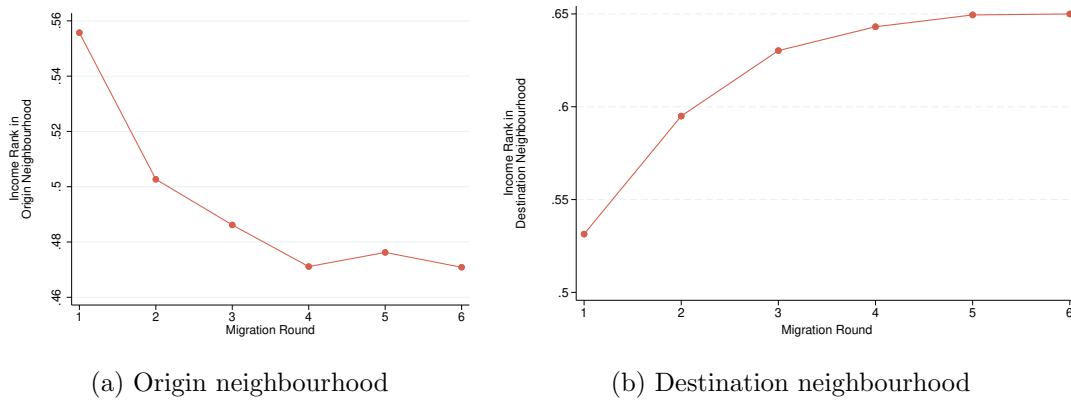 Income Rank in
Origin Neighbourhood
.56
.54
.52
.5
.48
.46
1 2 3 4 5 6
Migration Round
(a) Origin neighbourhood
Income Rank in
Destination Neighbourhood
.65
.6
.55
.5
1 2 3 4 5 6
Migration Round
(b) Destination neighbourhood